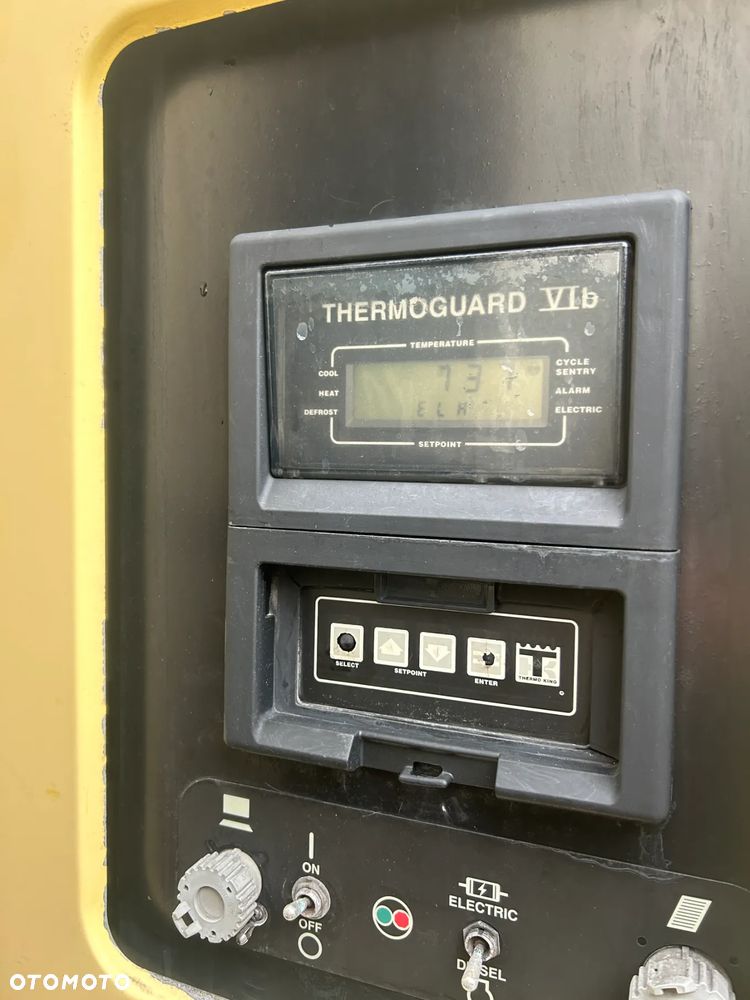 THERMOGUARD VIb
TEMPERATURE
COOL
HEAT
DEFROST
CYCLE
SENTRY
ALARM
ELECTRIC
73
SETPOINT
SELECT
SETPOINT
ENTER
THERMO KING
ON
OFF
ELECTRIC
DIESEL
OTOMOTO